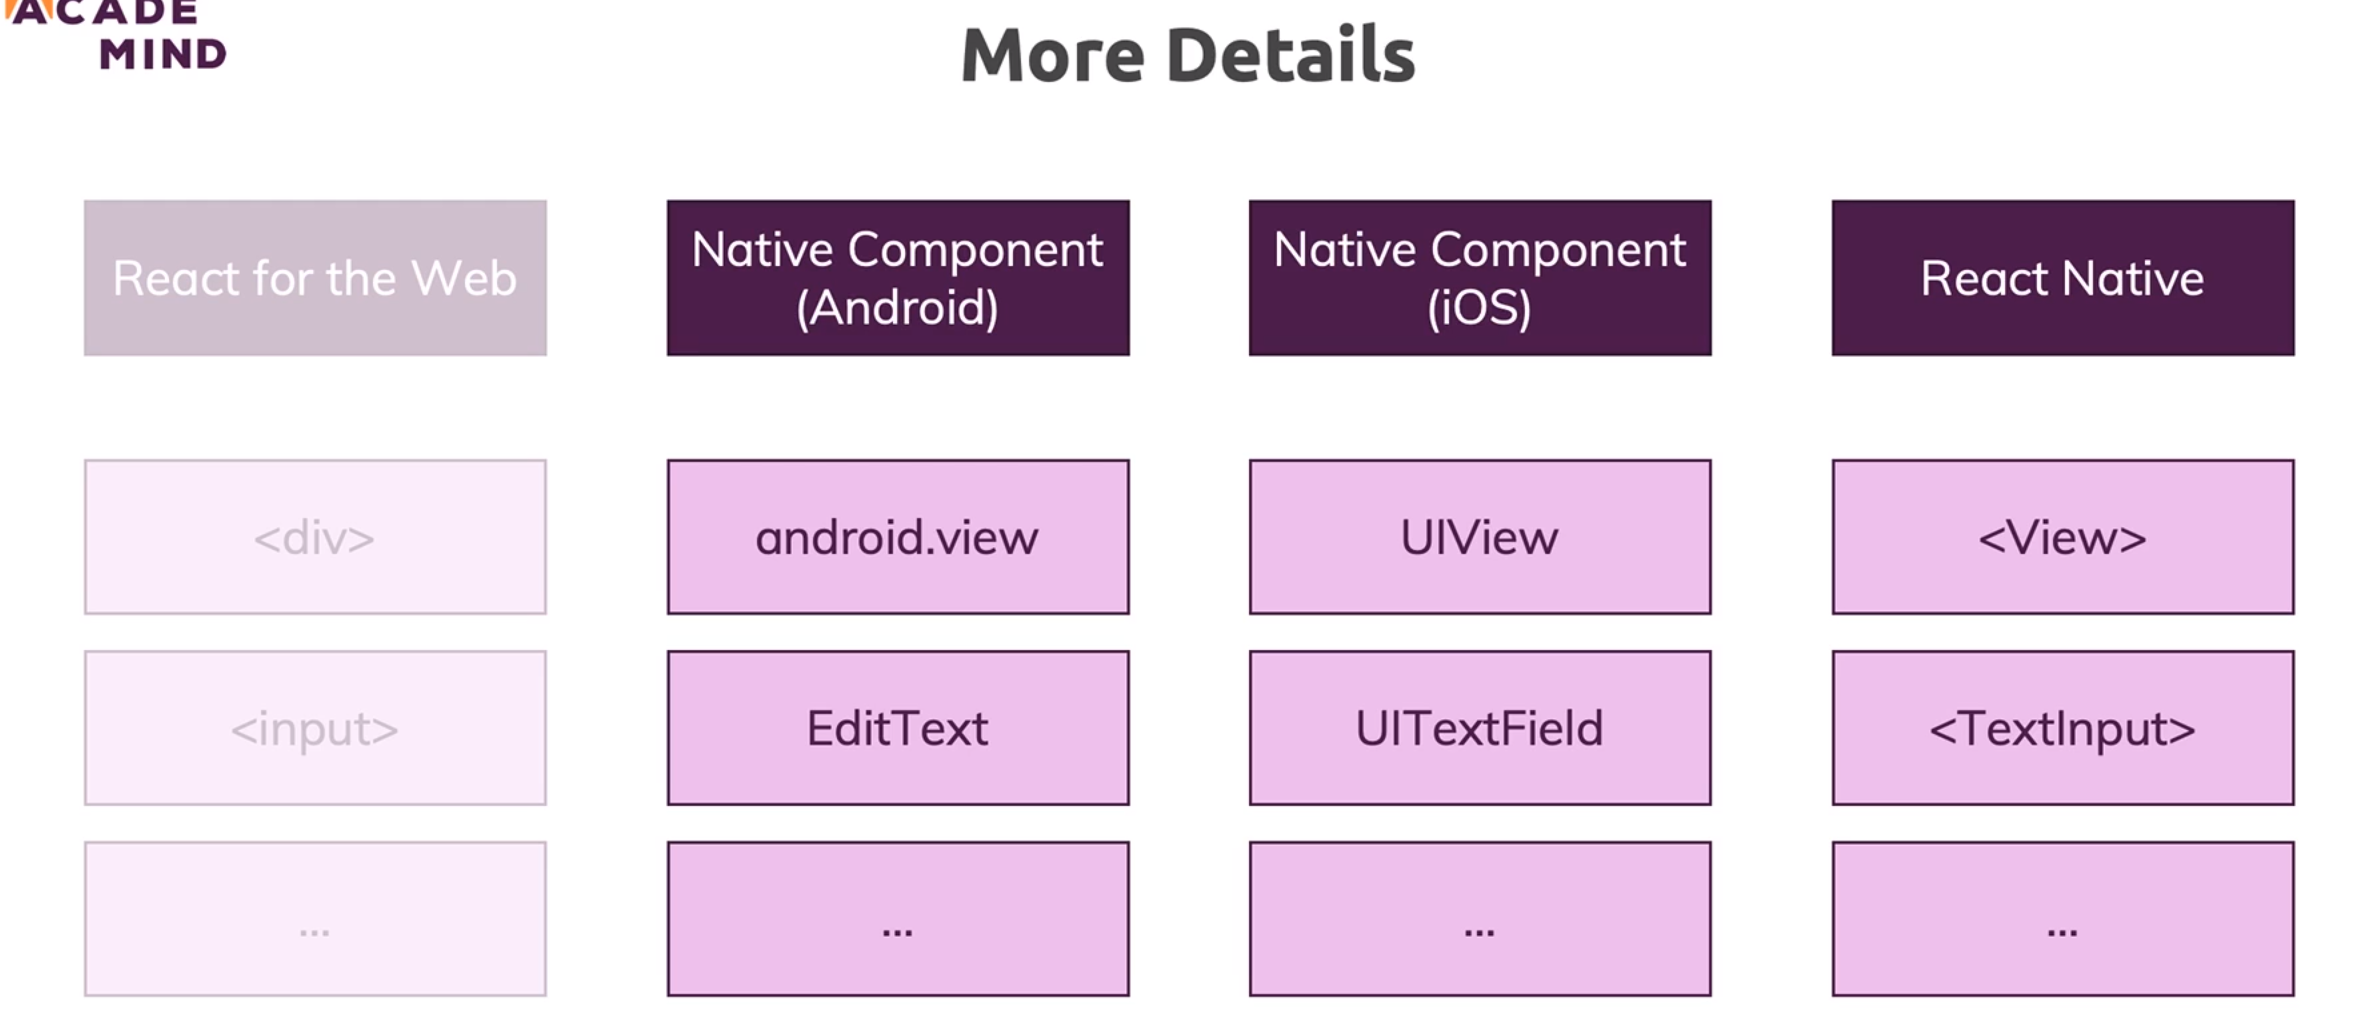 ACADE
MIND
More Details
React for the Web
Native Component
(Android)
Native Component
(iOS)
React Native
<div>
android.view
UIView
<View>
<input>
EditText
UITextField
<TextInput>
...
...
...
...